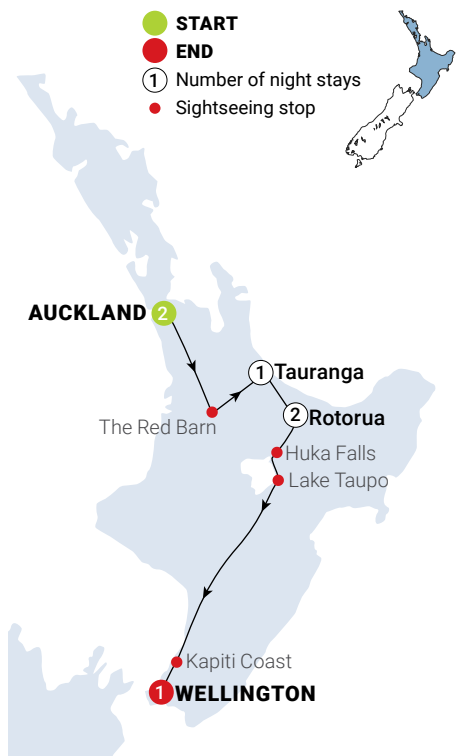 START
END
1 Number of night stays
Sightseeing stop
AUCKLAND 2
1 Tauranga
The Red Barn
2 Rotorua
Huka Falls
Lake Taupo
Kapiti Coast
1 WELLINGTON